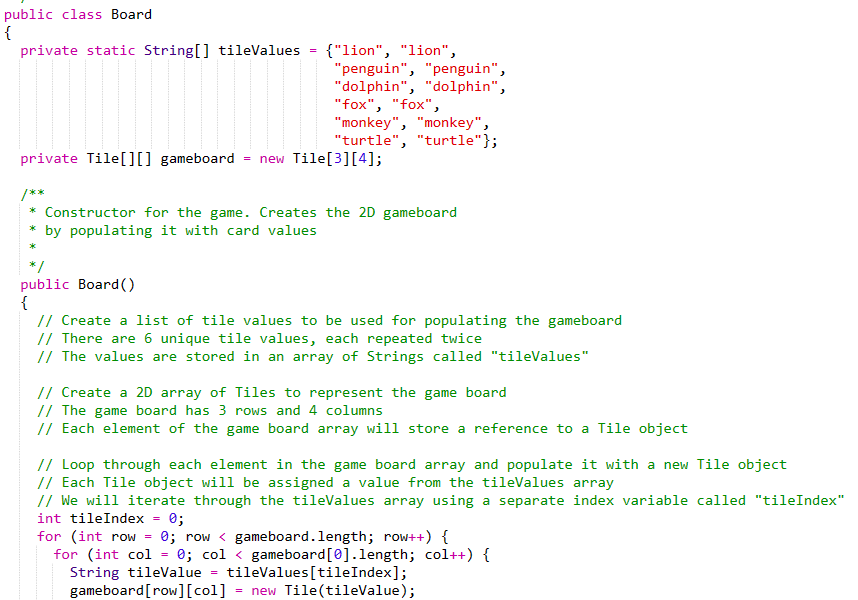 public class Board
{
private static String[] tileValues = {"lion", "lion",
"penguin", "penguin",
"dolphin", "dolphin",
"fox", "fox",
"monkey", "monkey",
"turtle", "turtle"};
private Tile[][] gameboard = new Tile[3][4];
/**
* Constructor for the game. Creates the 2D gameboard
* by populating it with card values
*
*/
public Board()
{
// Create a list of tile values to be used for populating the gameboard
// There are 6 unique tile values, each repeated twice
// The values are stored in an array of Strings called "tileValues"
// Create a 2D array of Tiles to represent the game board
// The game board has 3 rows and 4 columns
// Each element of the game board array will store a reference to a Tile object
// Loop through each element in the game board array and populate it with a new Tile object
// Each Tile object will be assigned a value from the tileValues array
// We will iterate through the tileValues array using a separate index variable called "tileIndex"
int tileIndex = 0;
for (int row = 0; row < gameboard.length; row++) {
for (int col = 0; col < gameboard[0].length; col++) {
String tileValue = tileValues[tileIndex];
gameboard[row][col] = new Tile(tileValue);